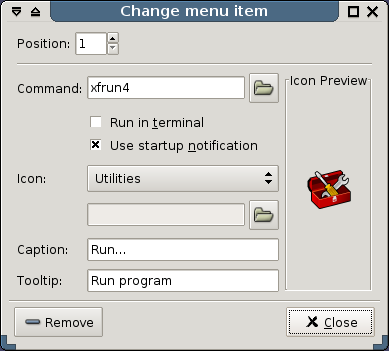 Change menu item
Position: 1
Command: xfrun4
Icon Preview
Run in terminal
Use startup notification
Icon: Utilities
Caption: Run...
Tooltip: Run program
Remove
Close